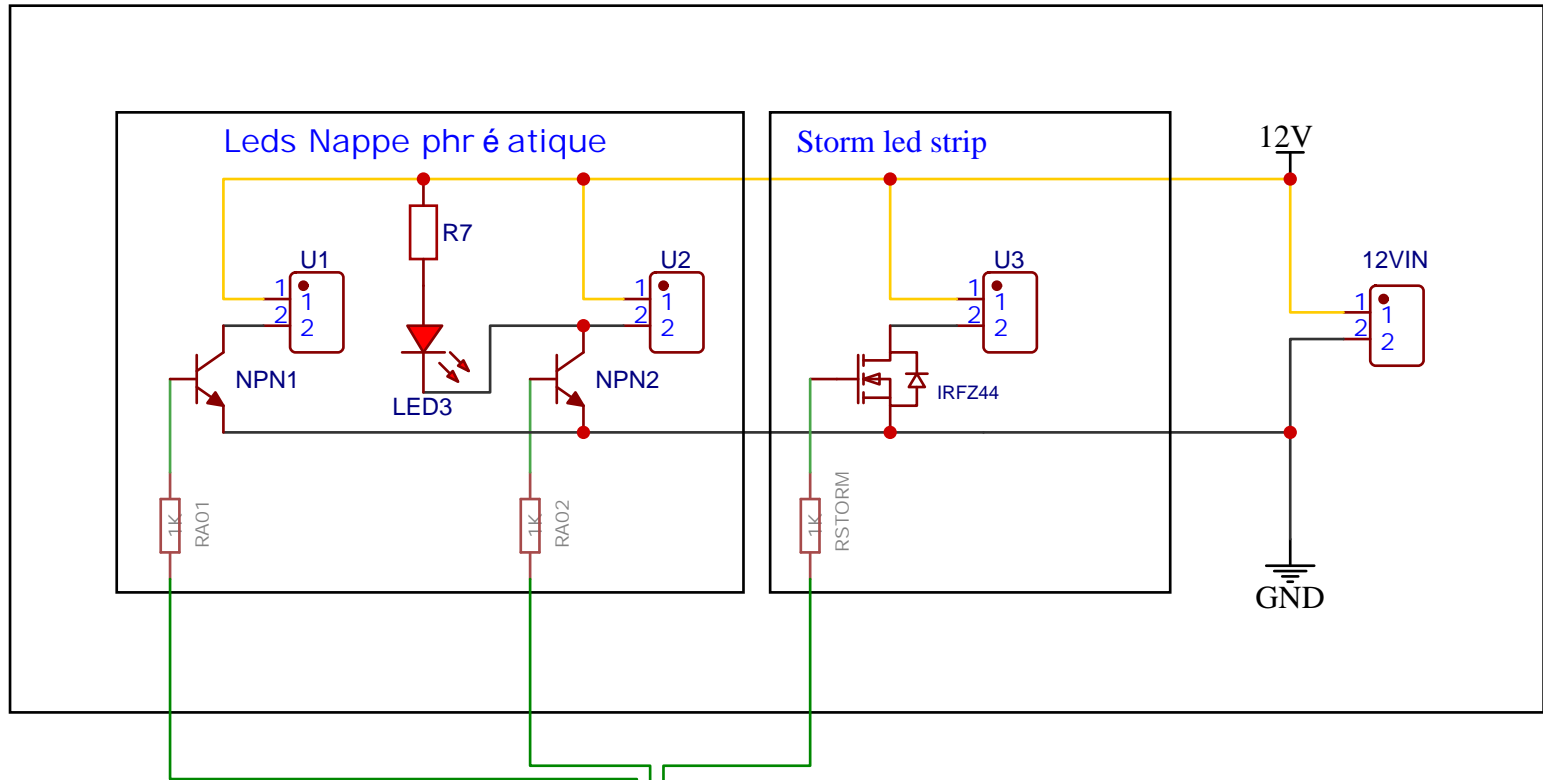 Leds Nappe phr é atique
Storm led strip
12V
R7
U1
1
1
2
2
U2
1
1
2
2
U3
1
1
2
2
12VIN
1
1
2
2
NPN1
LED3
NPN2
IRFZ44
1K
RA01
1K
RA02
1K
RSTORM
GND